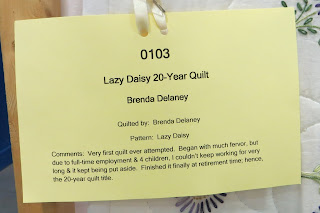 0103
Lazy Daisy 20-Year Quilt
Brenda Delaney
Quilted by: Brenda Delaney
Pattern: Lazy Daisy
Comments: Very first quilt ever attempted. Began with much fervor, but
due to full-time employment & 4 children, I couldn't keep working for very
long & it kept being put aside. Finished it finally at retirement time; hence,
the 20-year quilt title.